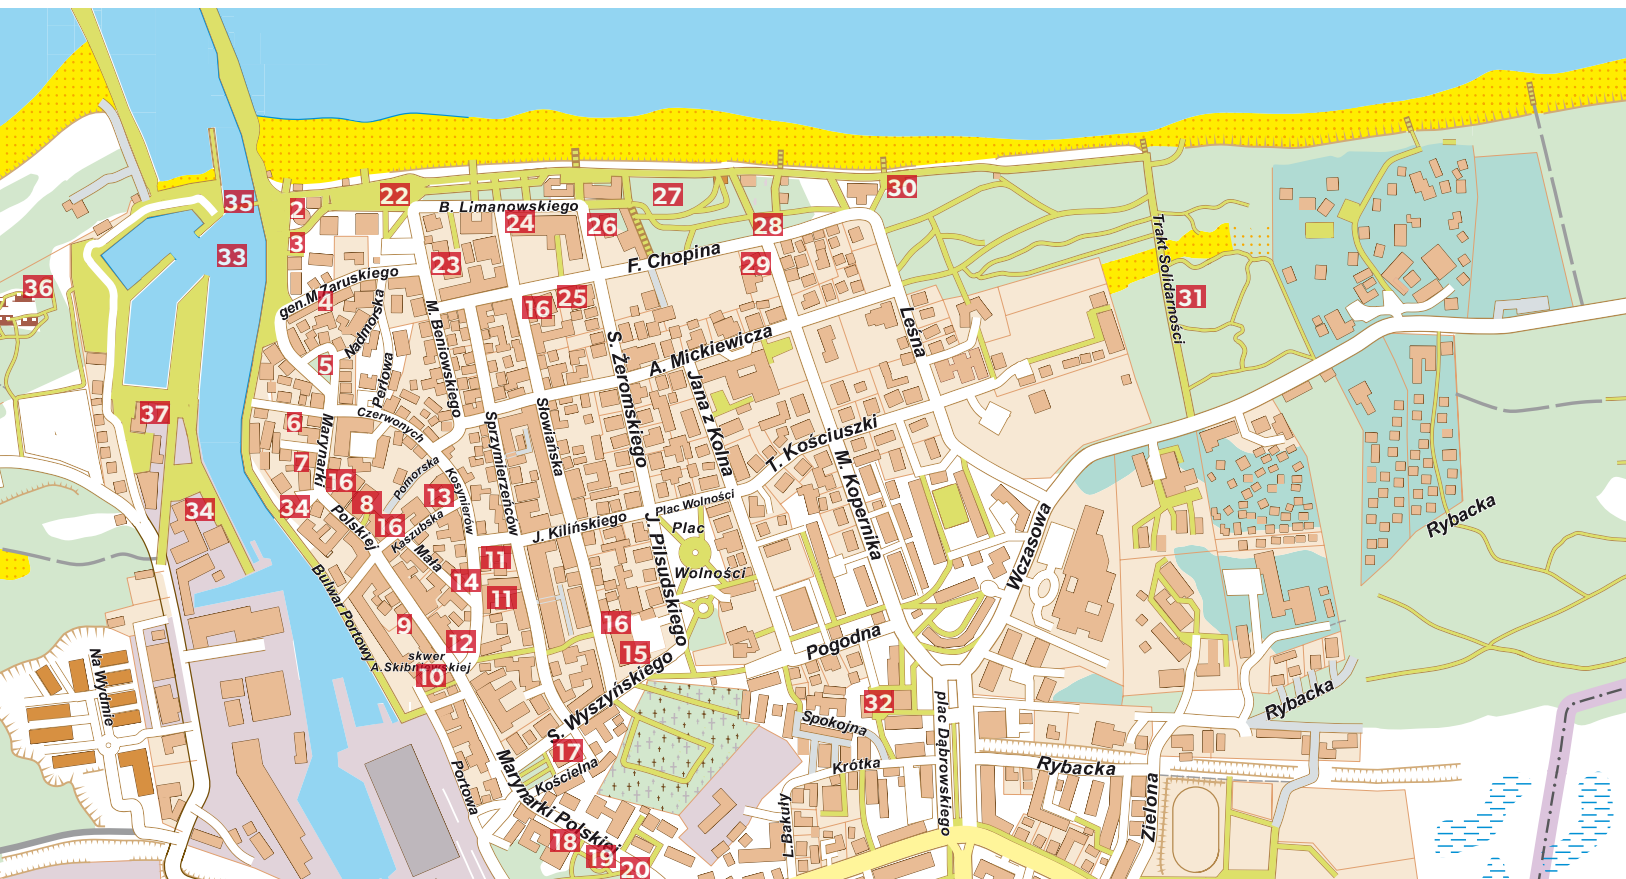 35
2
22
27
30
B. Limanowskiego
24
26
28
3
33
F. Chopina
23
29
36
gen.M.Zaruskiego
4
16
25
31
Trakt Solidarności
Nadmorska
M. Beniowskiego
Leśna
5
Perłowa
S. Żeromskiego
A. Mickiewicza
Jana z Kolna
37
6
Czerwonych
Marynarki
Sprzymierzeńców
Słowiańska
T. Kościuszki
M. Kopernika
7
16
Pomorska
Kosynierów
13
8
34
34
Polskiej
16
Kaszubska
Mała
J. Kilińskiego
Plac Wolności
Plac
Wolności
J. Piłsudskiego
Wczasowa
Rybacka
11
14
11
Bulwar Portowy
9
16
12
15
Pogodna
skwer
A.Skibniewskiej
10
Na Wydmie
S. Wyszyńskiego
32
Spokojna
plac Dąbrowskiego
Rybacka
17
Kościelna
Krótka
Rybacka
Portowa
Marynarki Polskiej
Zielona
18
19
20